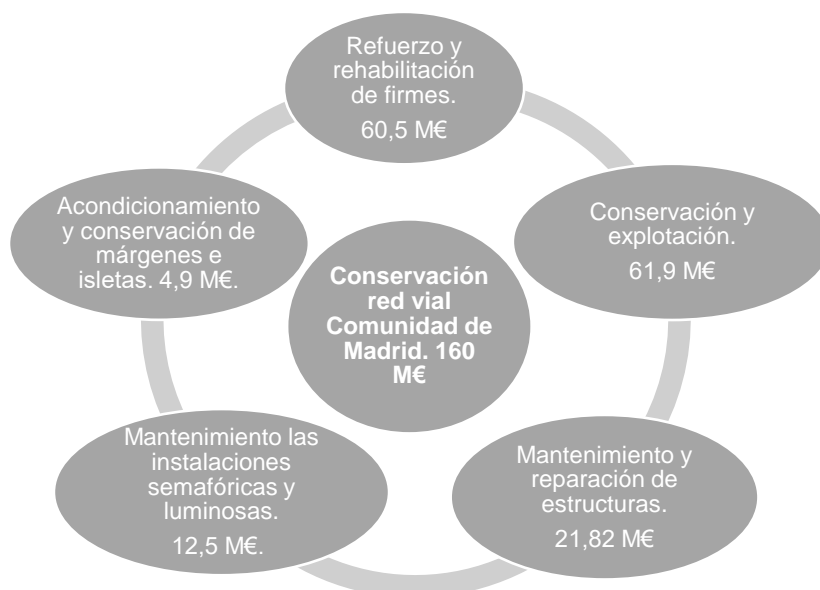 Refuerzo y
rehabilitación
de firmes.
60,5 M€
Conservación y
explotación.
61,9 M€
Mantenimiento y
reparación de
estructuras.
21,82 M€
Mantenimiento las
instalaciones
semafóricas y
luminosas.
12,5 M€.
Acondicionamiento
y conservación de
márgenes e
isletas. 4,9 M€.
Conservación
red vial
Comunidad de
Madrid. 160
M€